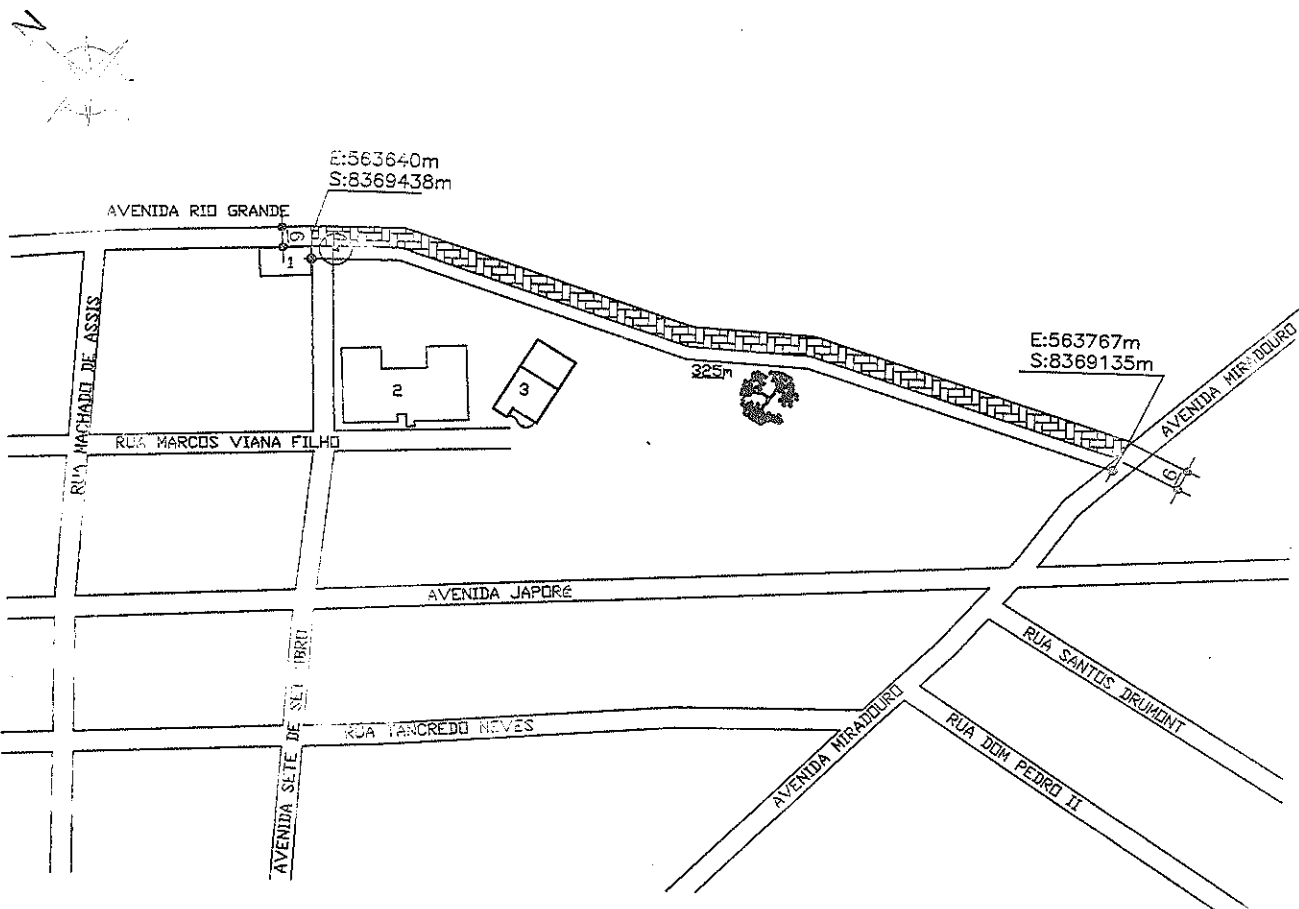 N
E:563640m
S:8369438m
AVENIDA RIO GRANDE
6
1
E:563767m
S:8369135m
AVENIDA MIRADOURO
325m
2
3
RUA MACHADO DE ASSIS
RUA MARCOS VIANA FILHO
6
AVENIDA JAPORÉ
RUA SANTOS DRUMONT
AVENIDA SETE DE SETEMBRO
RUA TANCREDO NEVES
AVENIDA MIRADOURO
RUA DOM PEDRO II